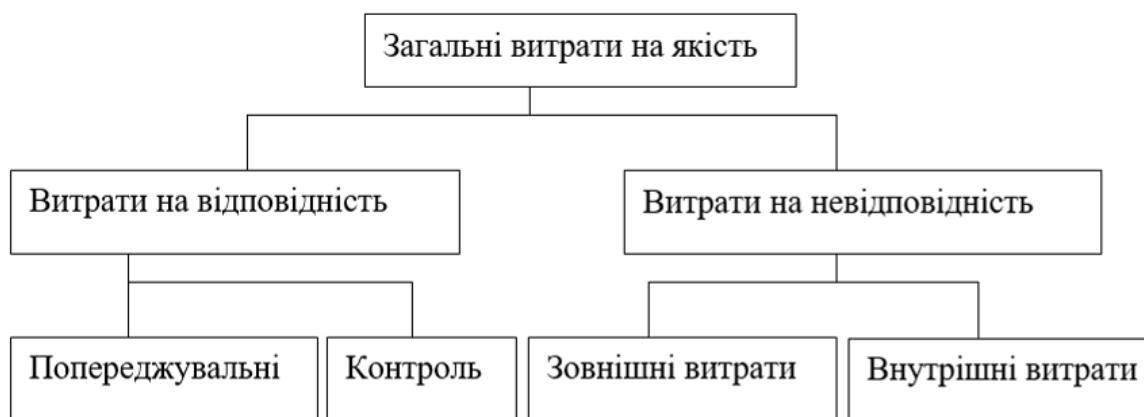 Загальні витрати на якість
Витрати на відповідність
Витрати на невідповідність
Попереджувальні
Контроль
Зовнішні витрати
Внутрішні витрати